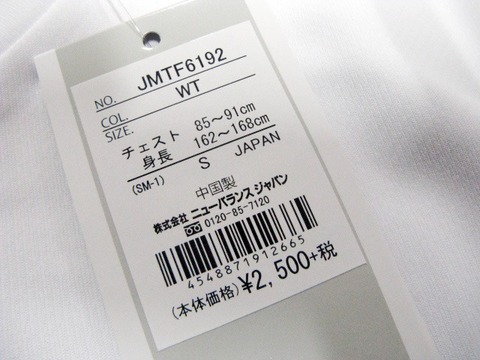 NO. JMTF6192
COL. WT
SIZE.
チェスト 85～91cm
身長 162～168cm
(SM-1) S JAPAN
中国製
株式会社 ニューバランス ジャパン
0120-85-7120
4548871912665
(本体価格) ¥2,500+税